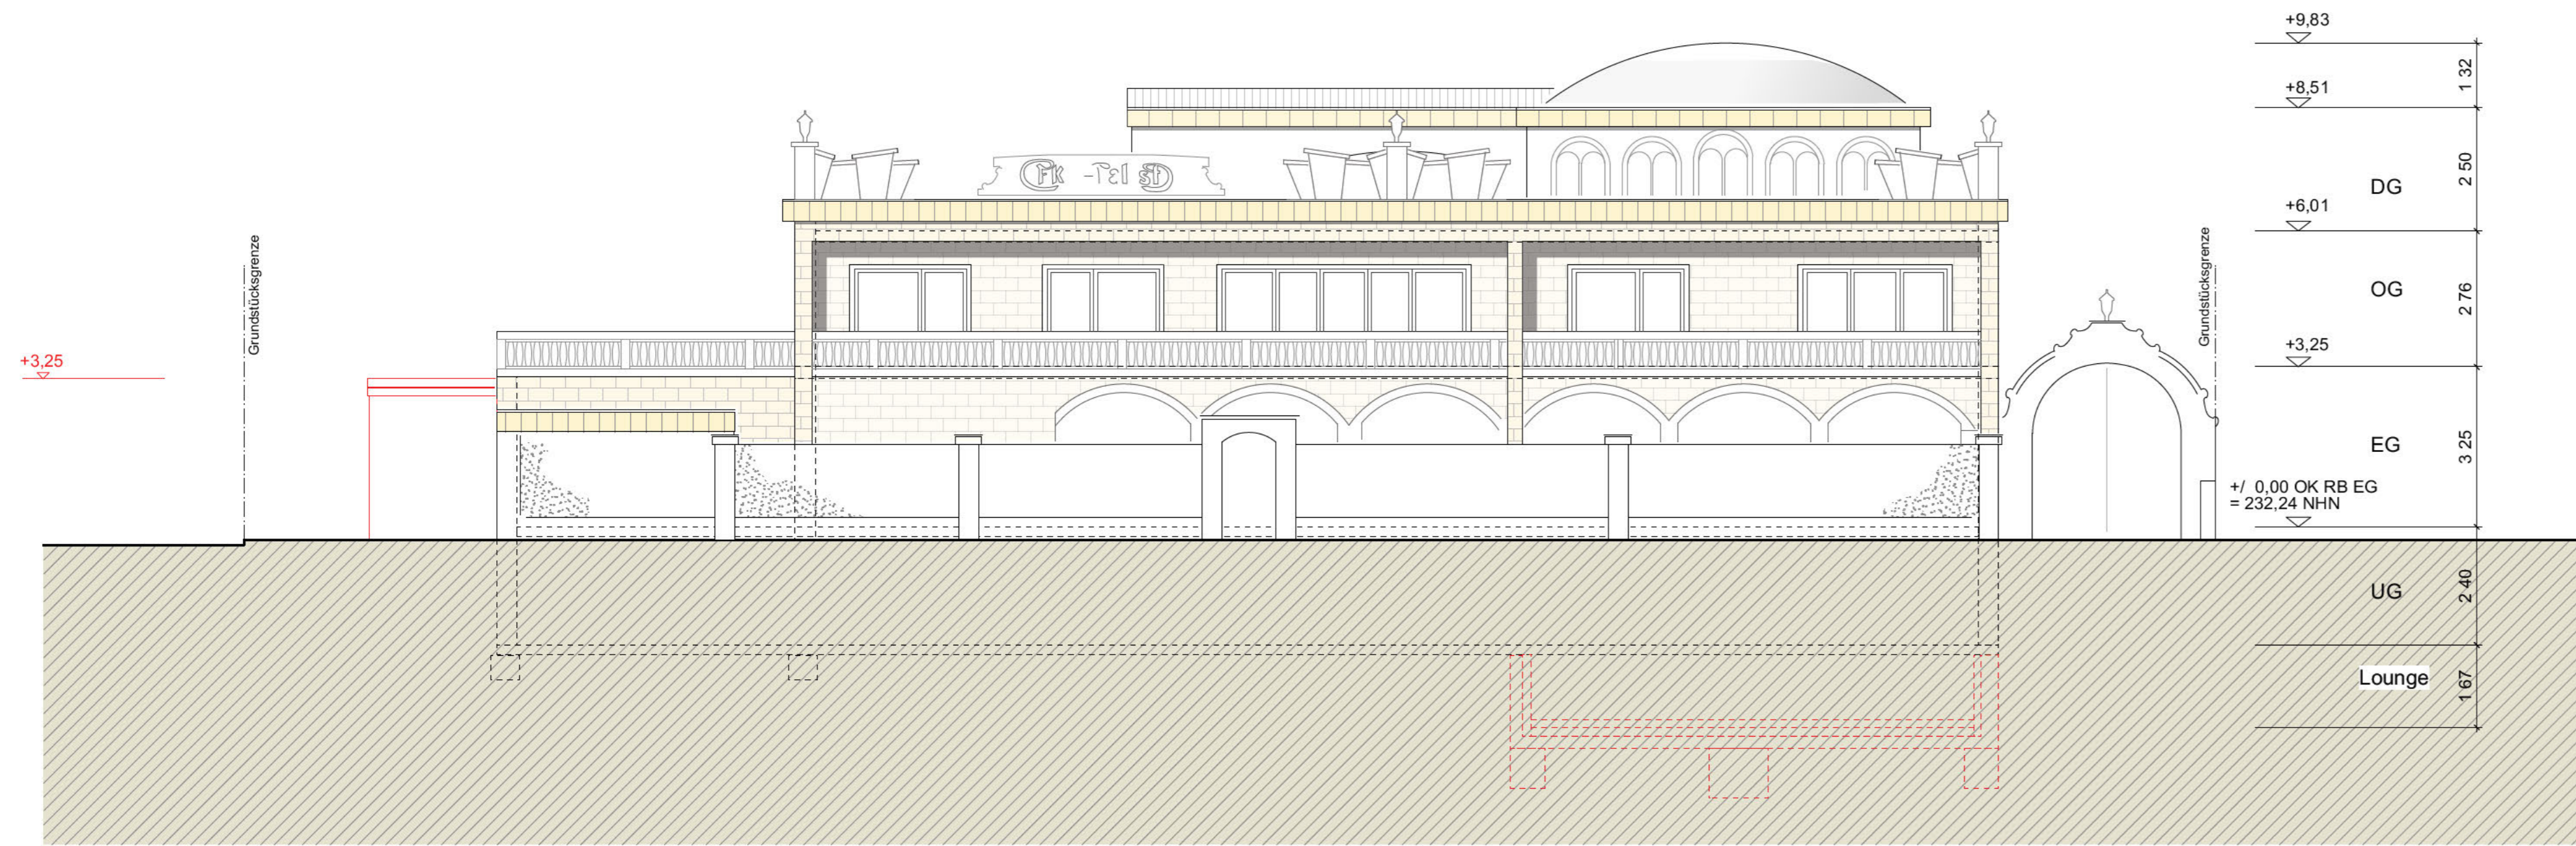 +9,83
1 32
+8,51
2 50
DG
+6,01
Grundstücksgrenze
Grundstücksgrenze
OG
2 76
+3,25
+3,25
EG
3 25
+/ 0,00 OK RB EG
= 232,24 NHN
UG
2 40
Lounge
1 67